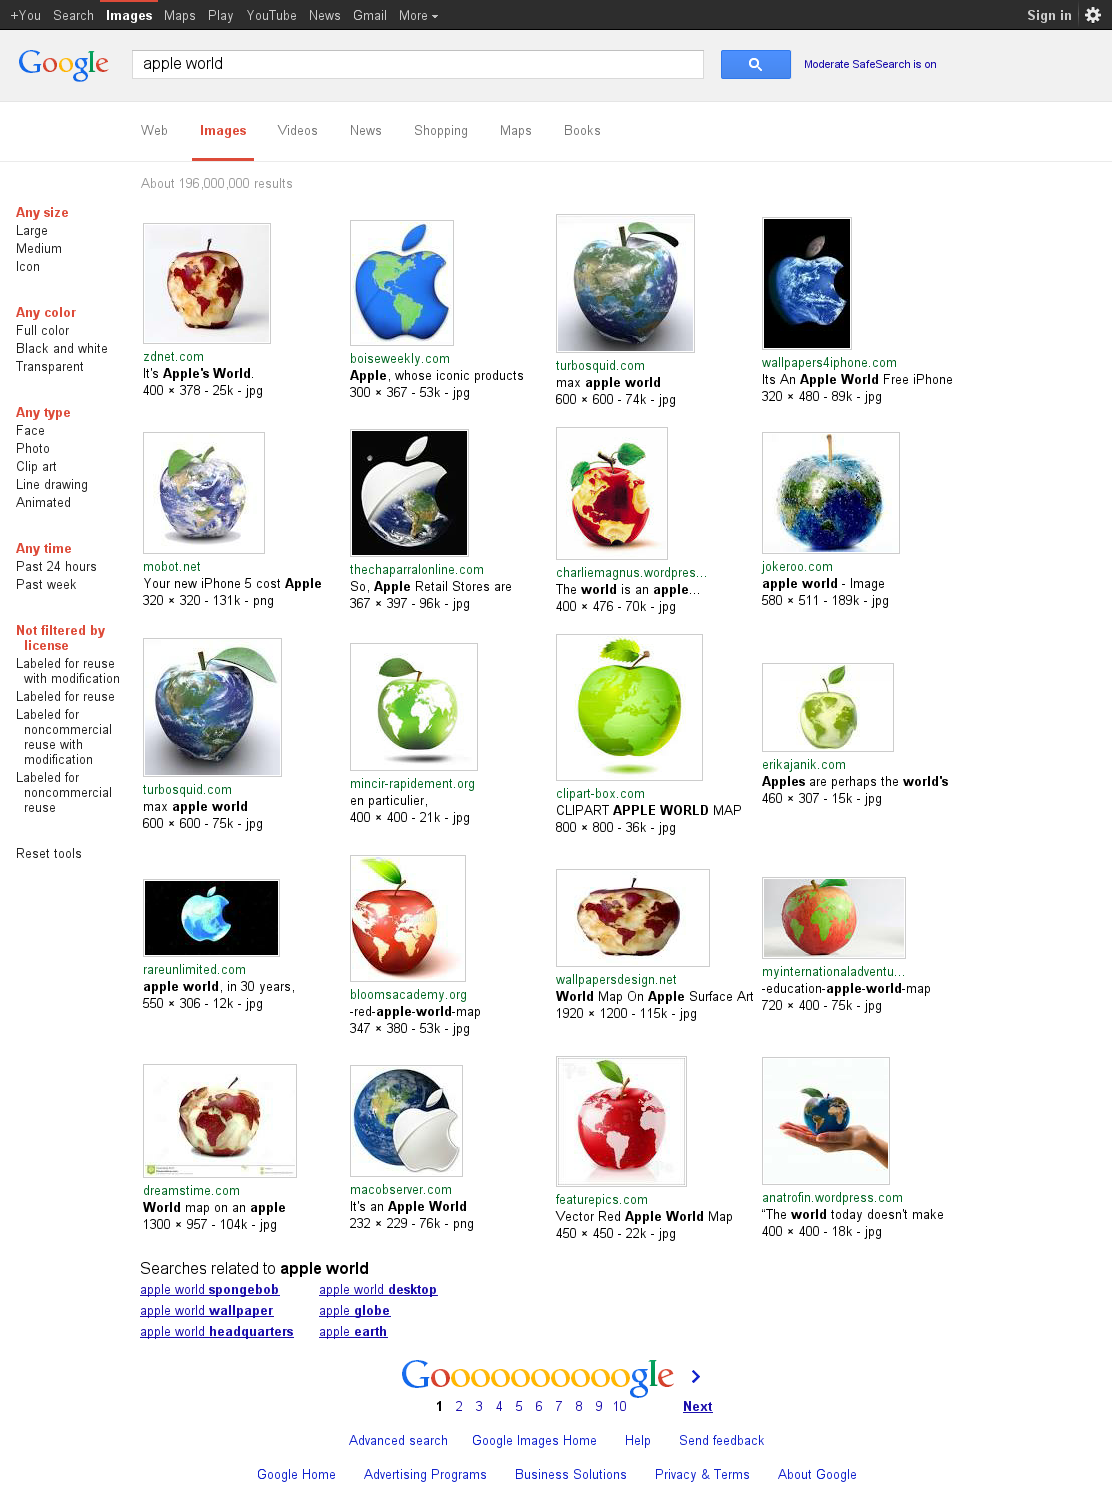 +You Search Images Maps Play YouTube News Gmail More Sign in
Google apple world Moderate SafeSearch is on
Web Images Videos News Shopping Maps Books
About 196,000,000 results
Any size
Large
Medium
Icon
Any color
Full color
Black and white
Transparent
Any type
Face
Photo
Clip art
Line drawing
Animated
Any time
Past 24 hours
Past week
Not filtered by
license
Labeled for reuse
with modification
Labeled for reuse
Labeled for
noncommercial
reuse with
modification
Labeled for
noncommercial
reuse
Reset tools
zdnet.com
It's Apple's World.
400 × 378 - 25k - jpg
boiseweekly.com
Apple, whose iconic products
300 × 367 - 53k - jpg
turbosquid.com
max apple world
600 × 600 - 74k - jpg
wallpapers4iphone.com
Its An Apple World Free iPhone
320 × 480 - 89k - jpg
mobot.net
Your new iPhone 5 cost Apple
320 × 320 - 131k - png
thechaparralonline.com
So, Apple Retail Stores are
367 × 397 - 96k - jpg
charliemagnus.wordpres...
The world is an apple...
400 × 476 - 70k - jpg
jokeroo.com
apple world - Image
580 × 511 - 189k - jpg
turbosquid.com
max apple world
600 × 600 - 75k - jpg
mincir-rapidement.org
en particulier,
400 × 400 - 21k - jpg
clipart-box.com
CLIPART APPLE WORLD MAP
800 × 800 - 36k - jpg
erikajanik.com
Apples are perhaps the world's
460 × 307 - 15k - jpg
rareunlimited.com
apple world, in 30 years,
550 × 306 - 12k - jpg
bloomsacademy.org
-red-apple-world-map
347 × 380 - 53k - jpg
wallpapersdesign.net
World Map On Apple Surface Art
1920 × 1200 - 115k - jpg
myinternationaladventu...
-education-apple-world-map
720 × 400 - 75k - jpg
dreamstime.com
World map on an apple
1300 × 957 - 104k - jpg
macobserver.com
It's an Apple World
232 × 229 - 76k - png
featurepics.com
Vector Red Apple World Map
450 × 450 - 22k - jpg
anatrofin.wordpress.com
“The world today doesn't make
400 × 400 - 18k - jpg
Searches related to apple world
apple world spongebob apple world desktop
apple world wallpaper apple globe
apple world headquarters apple earth
Goooooooooogle
1 2 3 4 5 6 7 8 9 10 Next
Advanced search Google Images Home Help Send feedback
Google Home Advertising Programs Business Solutions Privacy & Terms About Google